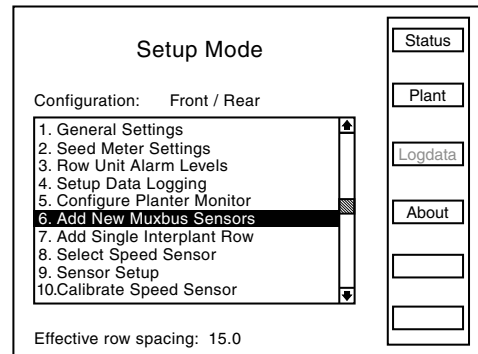 Setup Mode
Configuration: Front / Rear
1. General Settings
2. Seed Meter Settings
3. Row Unit Alarm Levels
4. Setup Data Logging
5. Configure Planter Monitor
6. Add New Muxbus Sensors
7. Add Single Interplant Row
8. Select Speed Sensor
9. Sensor Setup
10.Calibrate Speed Sensor
Effective row spacing: 15.0
Status
Plant
Logdata
About